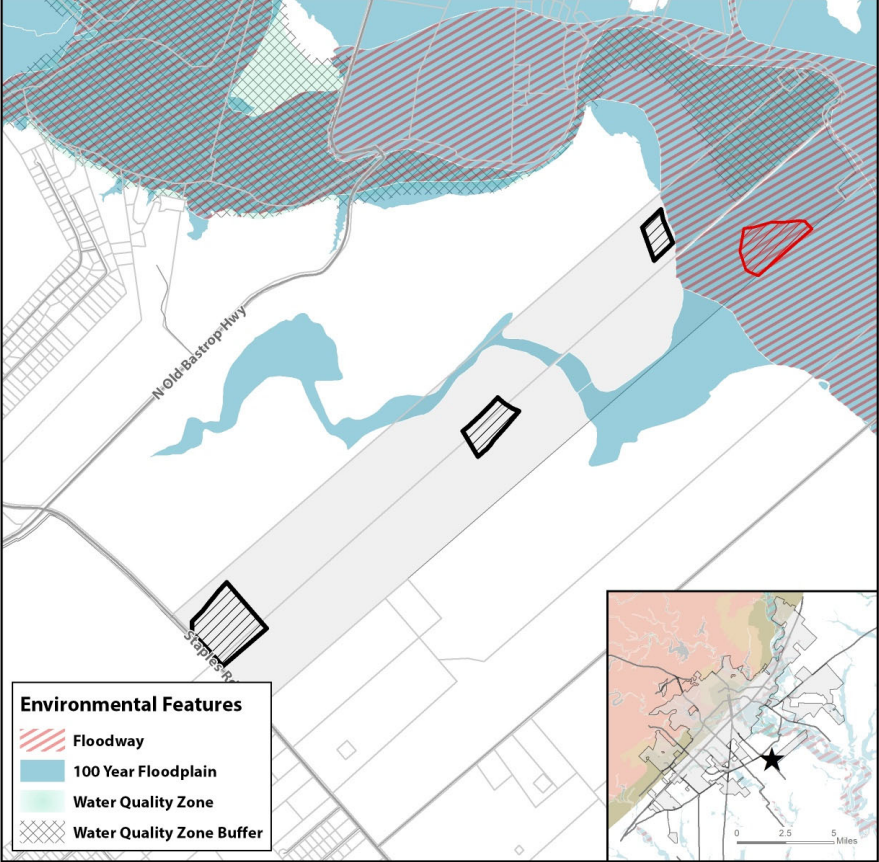 N Old Bastrop Hwy
Staples Rd
Environmental Features
Floodway
100 Year Floodplain
Water Quality Zone
Water Quality Zone Buffer
0 2.5 5
Miles